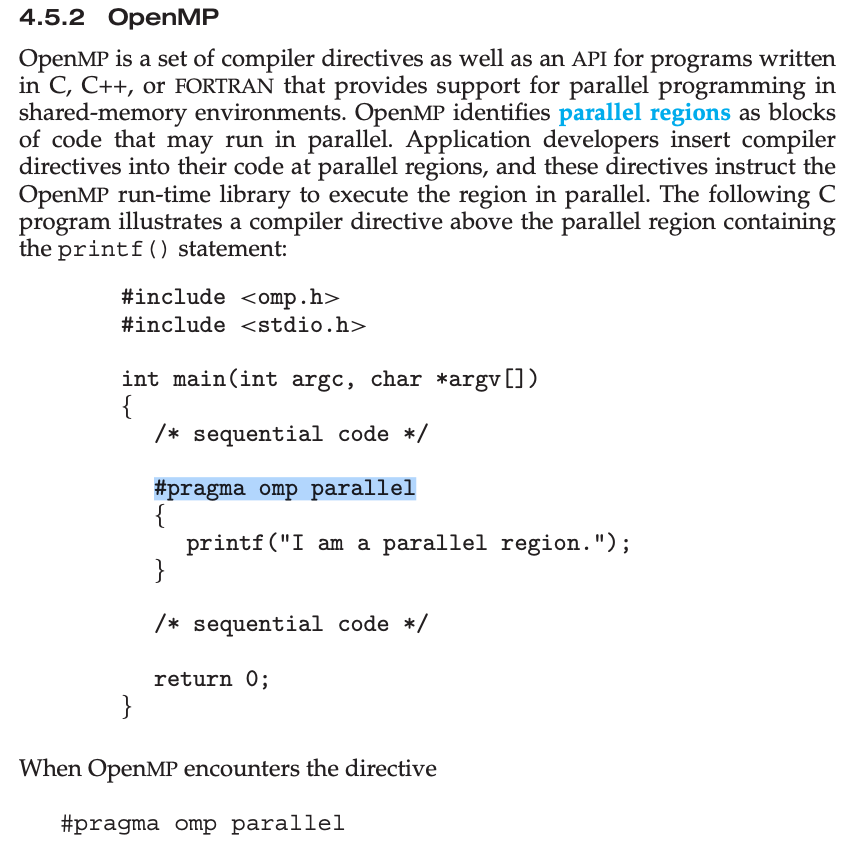 4.5.2 OpenMP
OpenMP is a set of compiler directives as well as an API for programs written
in C, C++, or FORTRAN that provides support for parallel programming in
shared-memory environments. OpenMP identifies parallel regions as blocks
of code that may run in parallel. Application developers insert compiler
directives into their code at parallel regions, and these directives instruct the
OpenMP run-time library to execute the region in parallel. The following C
program illustrates a compiler directive above the parallel region containing
the printf() statement:
#include <omp.h>
#include <stdio.h>
int main(int argc, char *argv[])
{
/* sequential code */
#pragma omp parallel
{
printf("I am a parallel region.");
}
/* sequential code */
return 0;
}
When OpenMP encounters the directive
#pragma omp parallel